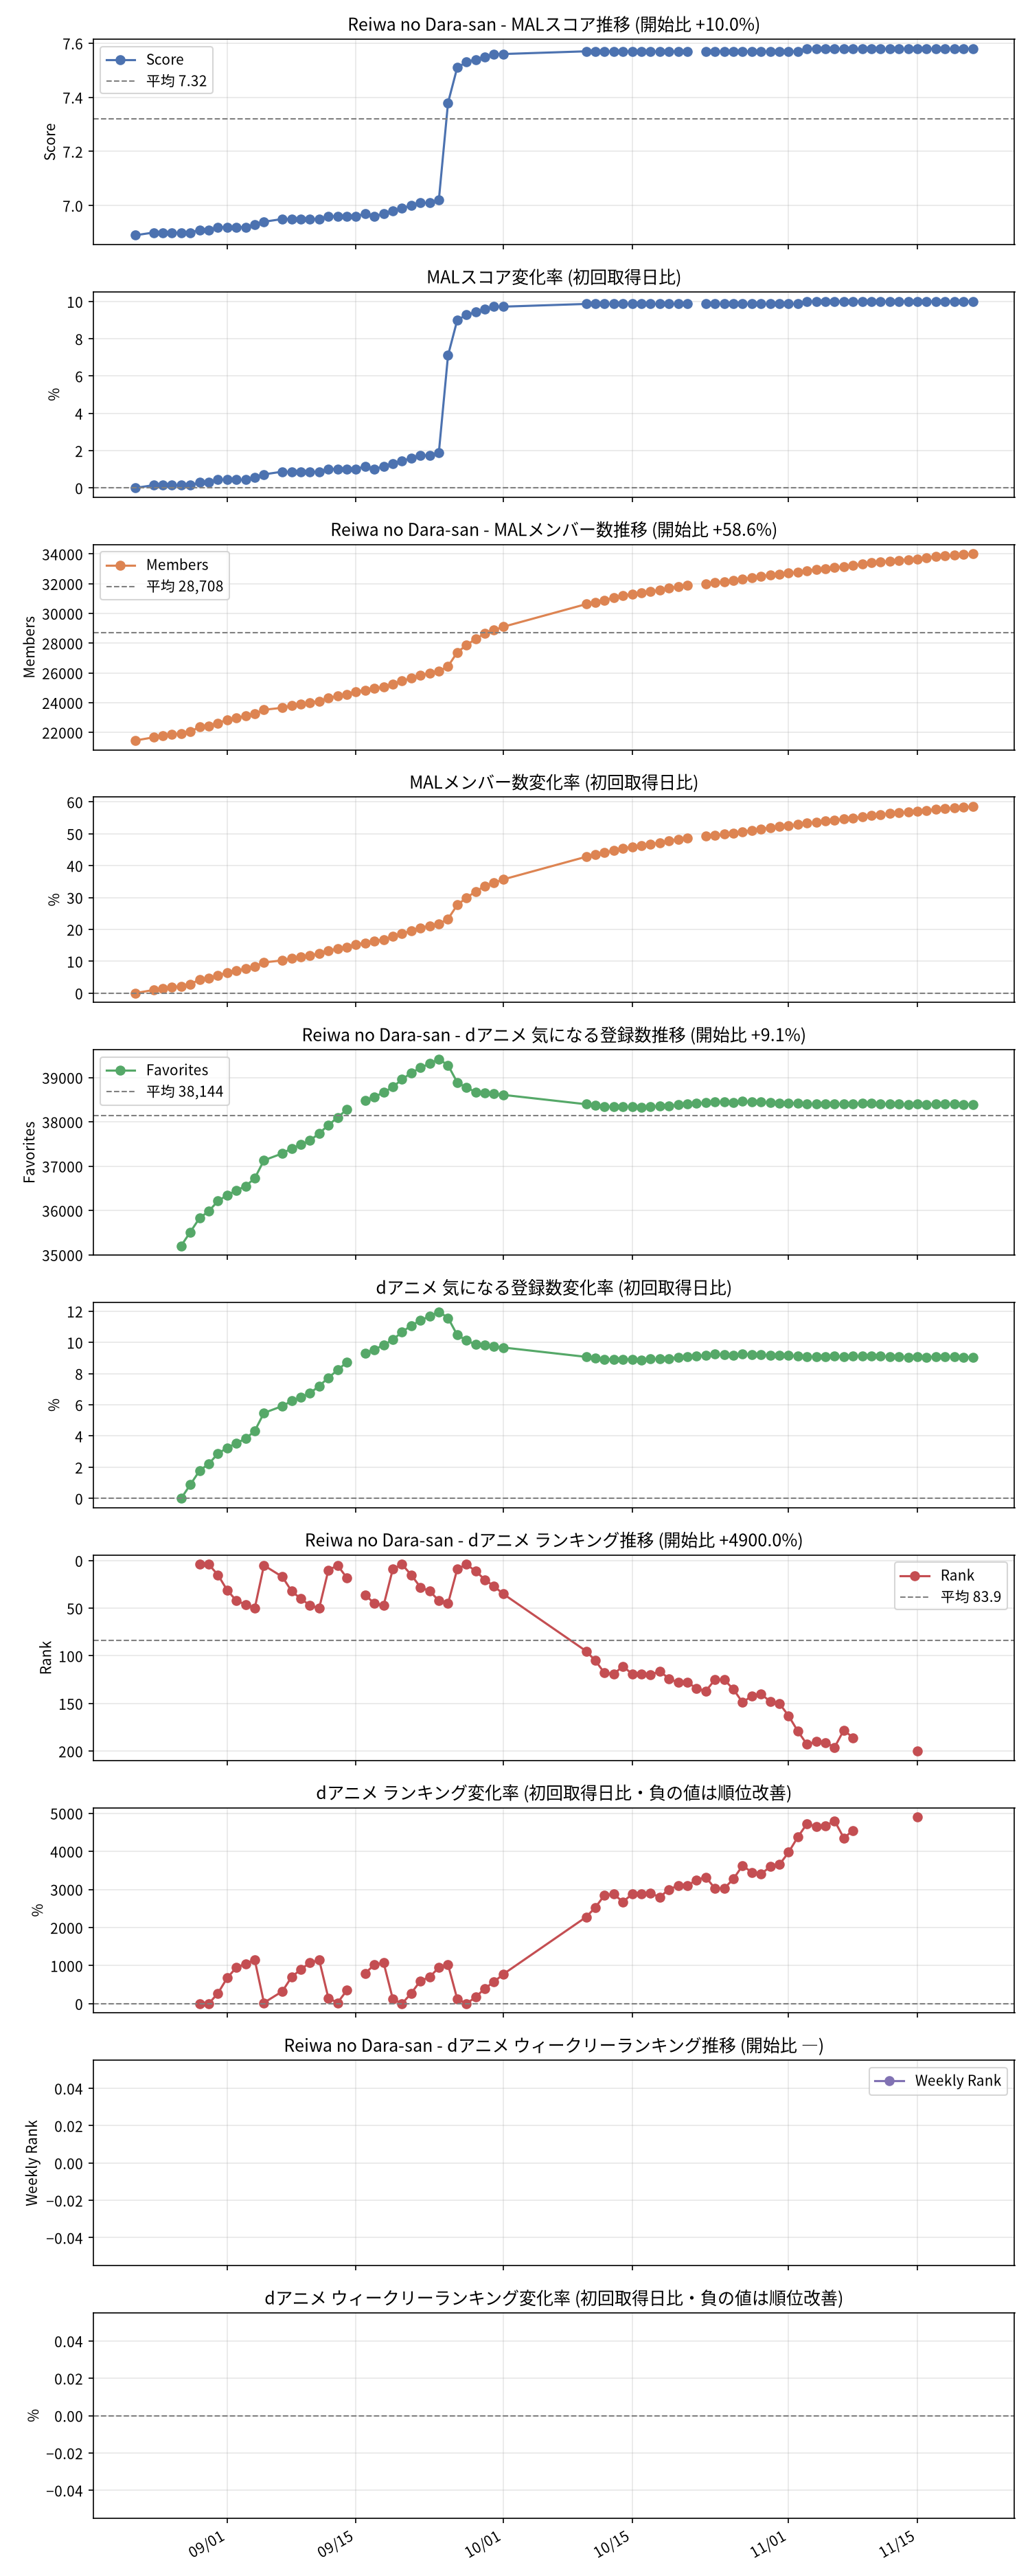 Reiwa no Dara-san - MALスコア推移 (開始比 +10.0%)
7.6
7.4
7.2
7.0
Score
Score
平均 7.32
MALスコア変化率 (初回取得日比)
10
8
6
4
2
0
%
Reiwa no Dara-san - MALメンバー数推移 (開始比 +58.6%)
34000
32000
30000
28000
26000
24000
22000
Members
Members
平均 28,708
MALメンバー数変化率 (初回取得日比)
60
50
40
30
20
10
0
%
Reiwa no Dara-san - dアニメ 気になる登録数推移 (開始比 +9.1%)
39000
38000
37000
36000
35000
Favorites
Favorites
平均 38,144
dアニメ 気になる登録数変化率 (初回取得日比)
12
10
8
6
4
2
0
%
Reiwa no Dara-san - dアニメ ランキング推移 (開始比 +4900.0%)
0
50
100
150
200
Rank
Rank
平均 83.9
dアニメ ランキング変化率 (初回取得日比・負の値は順位改善)
5000
4000
3000
2000
1000
0
%
Reiwa no Dara-san - dアニメ ウィークリーランキング推移 (開始比 —)
0.04
0.02
0.00
−0.02
−0.04
Weekly Rank
Weekly Rank
dアニメ ウィークリーランキング変化率 (初回取得日比・負の値は順位改善)
0.04
0.02
0.00
−0.02
−0.04
%
09/01
09/15
10/01
10/15
11/01
11/15